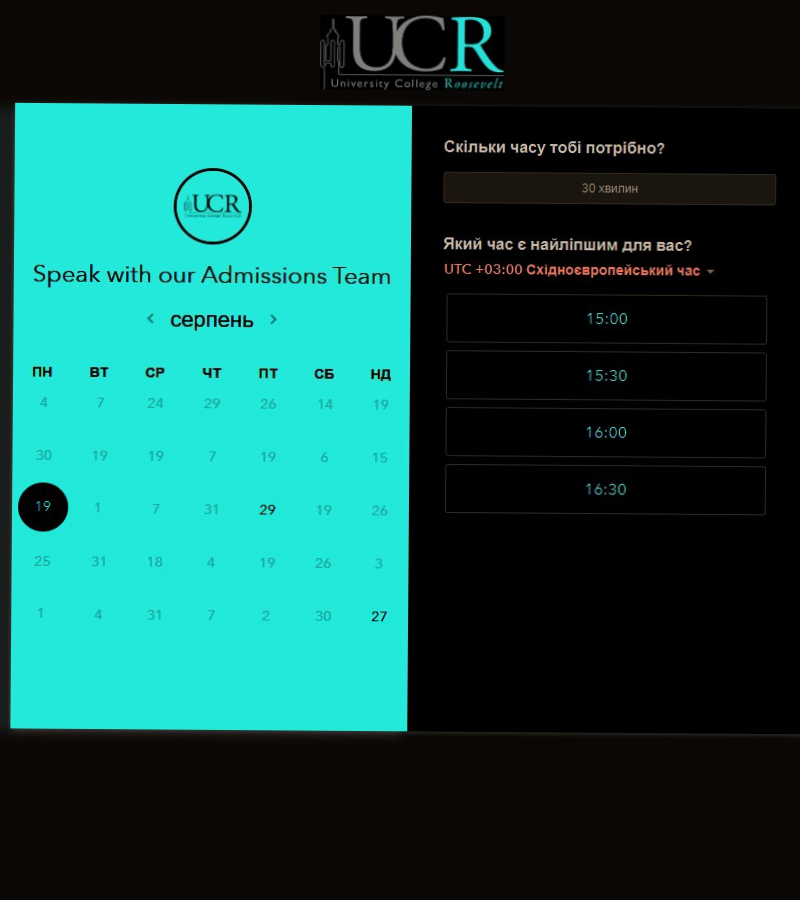 UCR
University College Roosevelt
UCR
University College Roosevelt
Speak with our Admissions Team
серпень
ПН ВТ СР ЧТ ПТ СБ НД
4 7 24 29 26 14 19
30 19 19 7 19 6 15
19 1 7 31 29 19 26
25 31 18 4 19 26 3
1 4 31 7 2 30 27
Скільки часу тобі потрібно?
30 хвилин
Який час є найліпшим для вас?
UTC +03:00 Східноєвропейський час
15:00
15:30
16:00
16:30